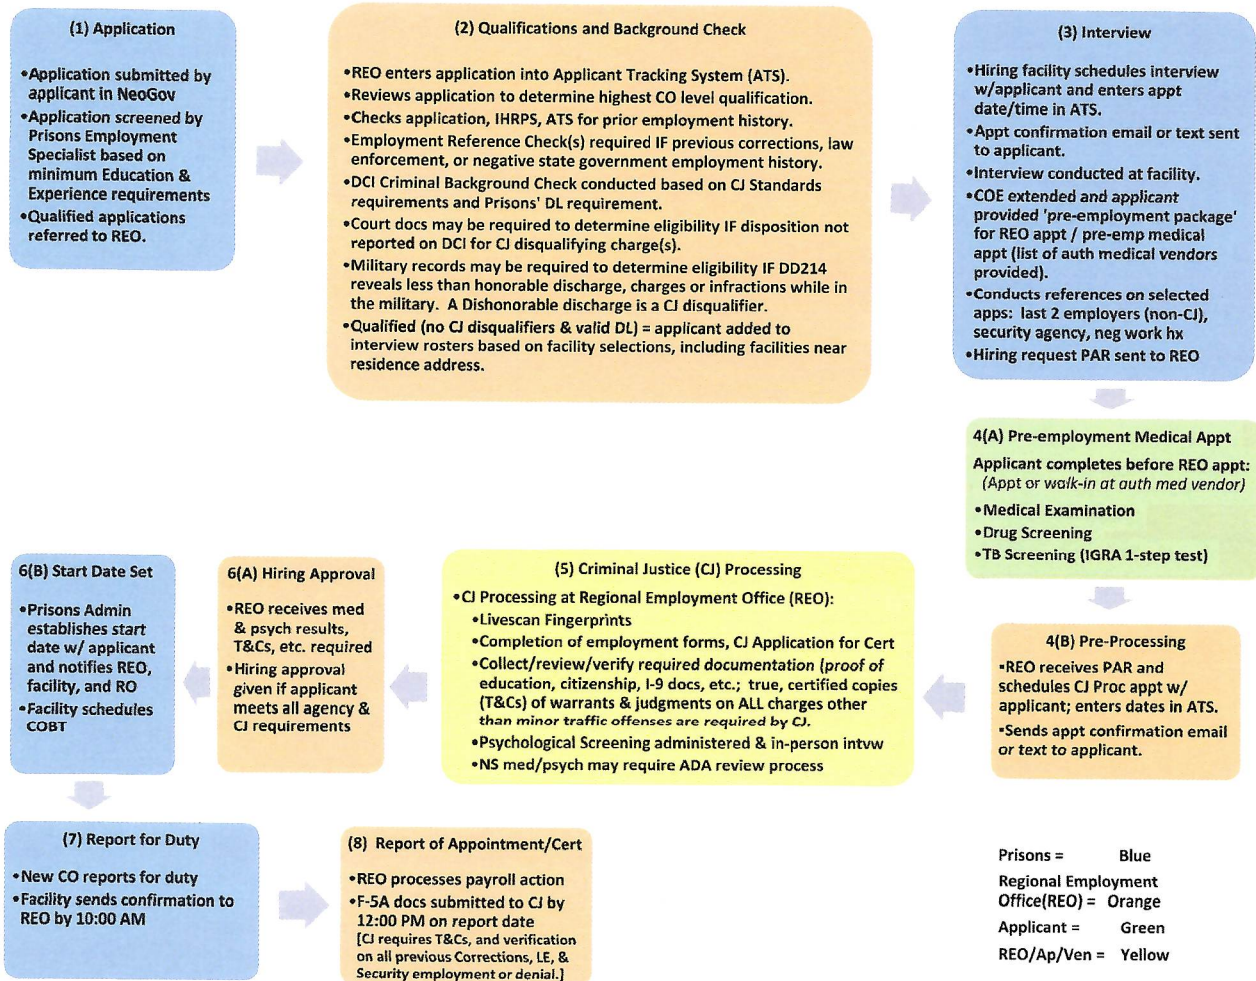 (1) Application
•Application submitted by
applicant in NeoGov
•Application screened by
Prisons Employment
Specialist based on
minimum Education &
Experience requirements
•Qualified applications
referred to REO.
(2) Qualifications and Background Check
•REO enters application into Applicant Tracking System (ATS).
•Reviews application to determine highest CO level qualification.
•Checks application, IHRPS, ATS for prior employment history.
•Employment Reference Check(s) required IF previous corrections, law
enforcement, or negative state government employment history.
•DCI Criminal Background Check conducted based on CJ Standards
requirements and Prisons' DL requirement.
•Court docs may be required to determine eligibility IF disposition not
reported on DCI for CJ disqualifying charge(s).
•Military records may be required to determine eligibility IF DD214
reveals less than honorable discharge, charges or infractions while in
the military. A Dishonorable discharge is a CJ disqualifier.
•Qualified (no CJ disqualifiers & valid DL) = applicant added to
interview rosters based on facility selections, including facilities near
residence address.
(3) Interview
•Hiring facility schedules interview
w/applicant and enters appt
date/time in ATS.
•Appt confirmation email or text sent
to applicant.
•Interview conducted at facility.
•COE extended and applicant
provided 'pre-employment package'
for REO appt / pre-emp medical
appt (list of auth medical vendors
provided).
•Conducts references on selected
apps: last 2 employers (non-CJ),
security agency, neg work hx
•Hiring request PAR sent to REO
4(A) Pre-employment Medical Appt
Applicant completes before REO appt:
(Appt or walk-in at auth med vendor)
•Medical Examination
•Drug Screening
•TB Screening (IGRA 1-step test)
4(B) Pre-Processing
•REO receives PAR and
schedules CJ Proc appt w/
applicant; enters dates in ATS.
•Sends appt confirmation email
or text to applicant.
(5) Criminal Justice (CJ) Processing
•CJ Processing at Regional Employment Office (REO):
•Livescan Fingerprints
•Completion of employment forms, CJ Application for Cert
•Collect/review/verify required documentation (proof of
education, citizenship, I-9 docs, etc.; true, certified copies
(T&Cs) of warrants & judgments on ALL charges other
than minor traffic offenses are required by CJ.
•Psychological Screening administered & in-person intvw
•NS med/psych may require ADA review process
6(A) Hiring Approval
•REO receives med
& psych results,
T&Cs, etc. required
•Hiring approval
given if applicant
meets all agency &
CJ requirements
6(B) Start Date Set
•Prisons Admin
establishes start
date w/ applicant
and notifies REO,
facility, and RO
•Facility schedules
COBT
(7) Report for Duty
•New CO reports for duty
•Facility sends confirmation to
REO by 10:00 AM
(8) Report of Appointment/Cert
•REO processes payroll action
•F-5A docs submitted to CJ by
12:00 PM on report date
[CJ requires T&Cs, and verification
on all previous Corrections, LE, &
Security employment or denial.]
Prisons = Blue
Regional Employment
Office(REO) = Orange
Applicant = Green
REO/Ap/Ven = Yellow